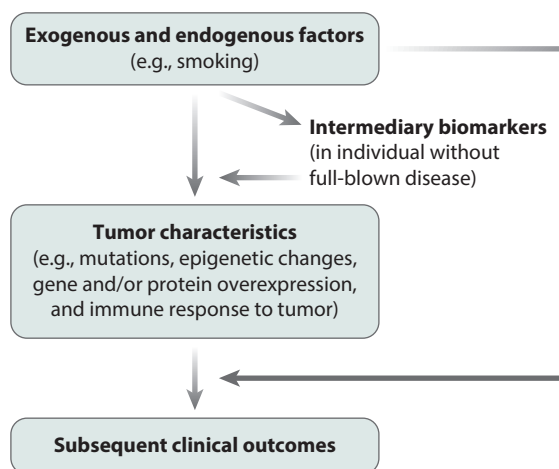 Exogenous and endogenous factors
(e.g., smoking)
Intermediary biomarkers
(in individual without
full-blown disease)
Tumor characteristics
(e.g., mutations, epigenetic changes,
gene and/or protein overexpression,
and immune response to tumor)
Subsequent clinical outcomes